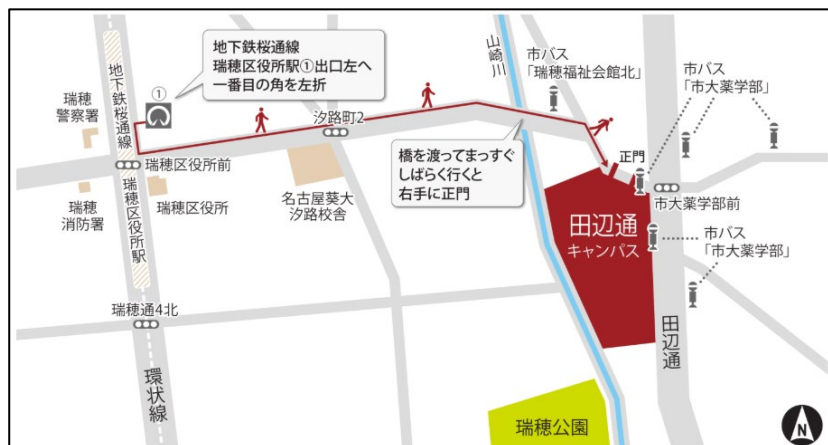 地下鉄桜通線
瑞穂区役所駅①出口左へ
一番目の角を左折
①
地下鉄桜通線
瑞穂区役所駅
瑞穂
警察署
瑞穂区役所前
瑞穂
消防署
瑞穂区役所
汐路町2
名古屋葵大
汐路校舎
山崎川
市バス
「瑞穂福祉会館北」
市バス
「市大薬学部」
橋を渡ってまっすぐ
しばらく行くと
右手に正門
正門
市大薬学部前
田辺通
キャンパス
市バス
「市大薬学部」
瑞穂通4北
環状線
田辺通
瑞穂公園
N